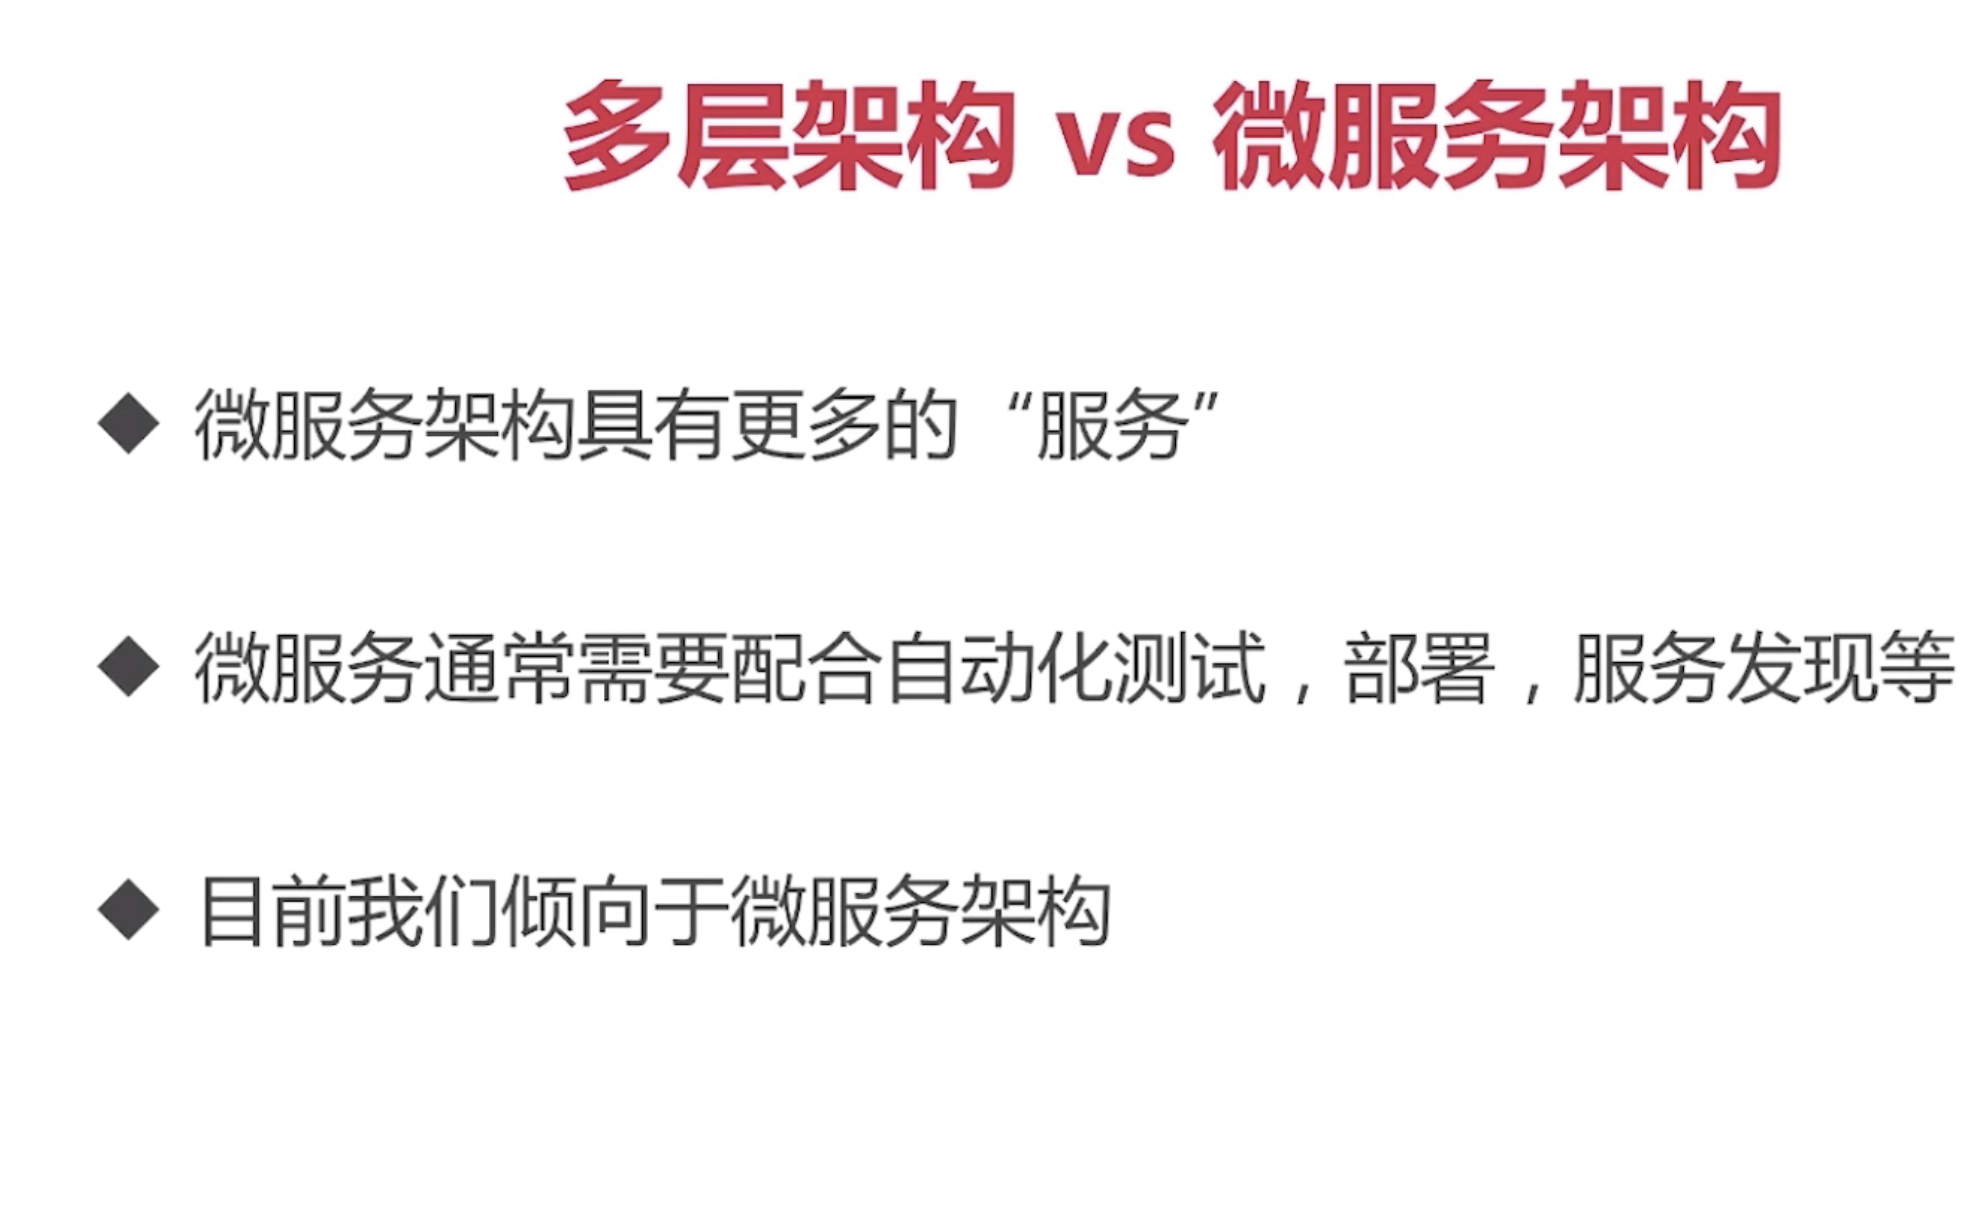 多层架构 vs 微服务架构
◆ 微服务架构具有更多的“服务”
◆ 微服务通常需要配合自动化测试，部署，服务发现等
◆ 目前我们倾向于微服务架构